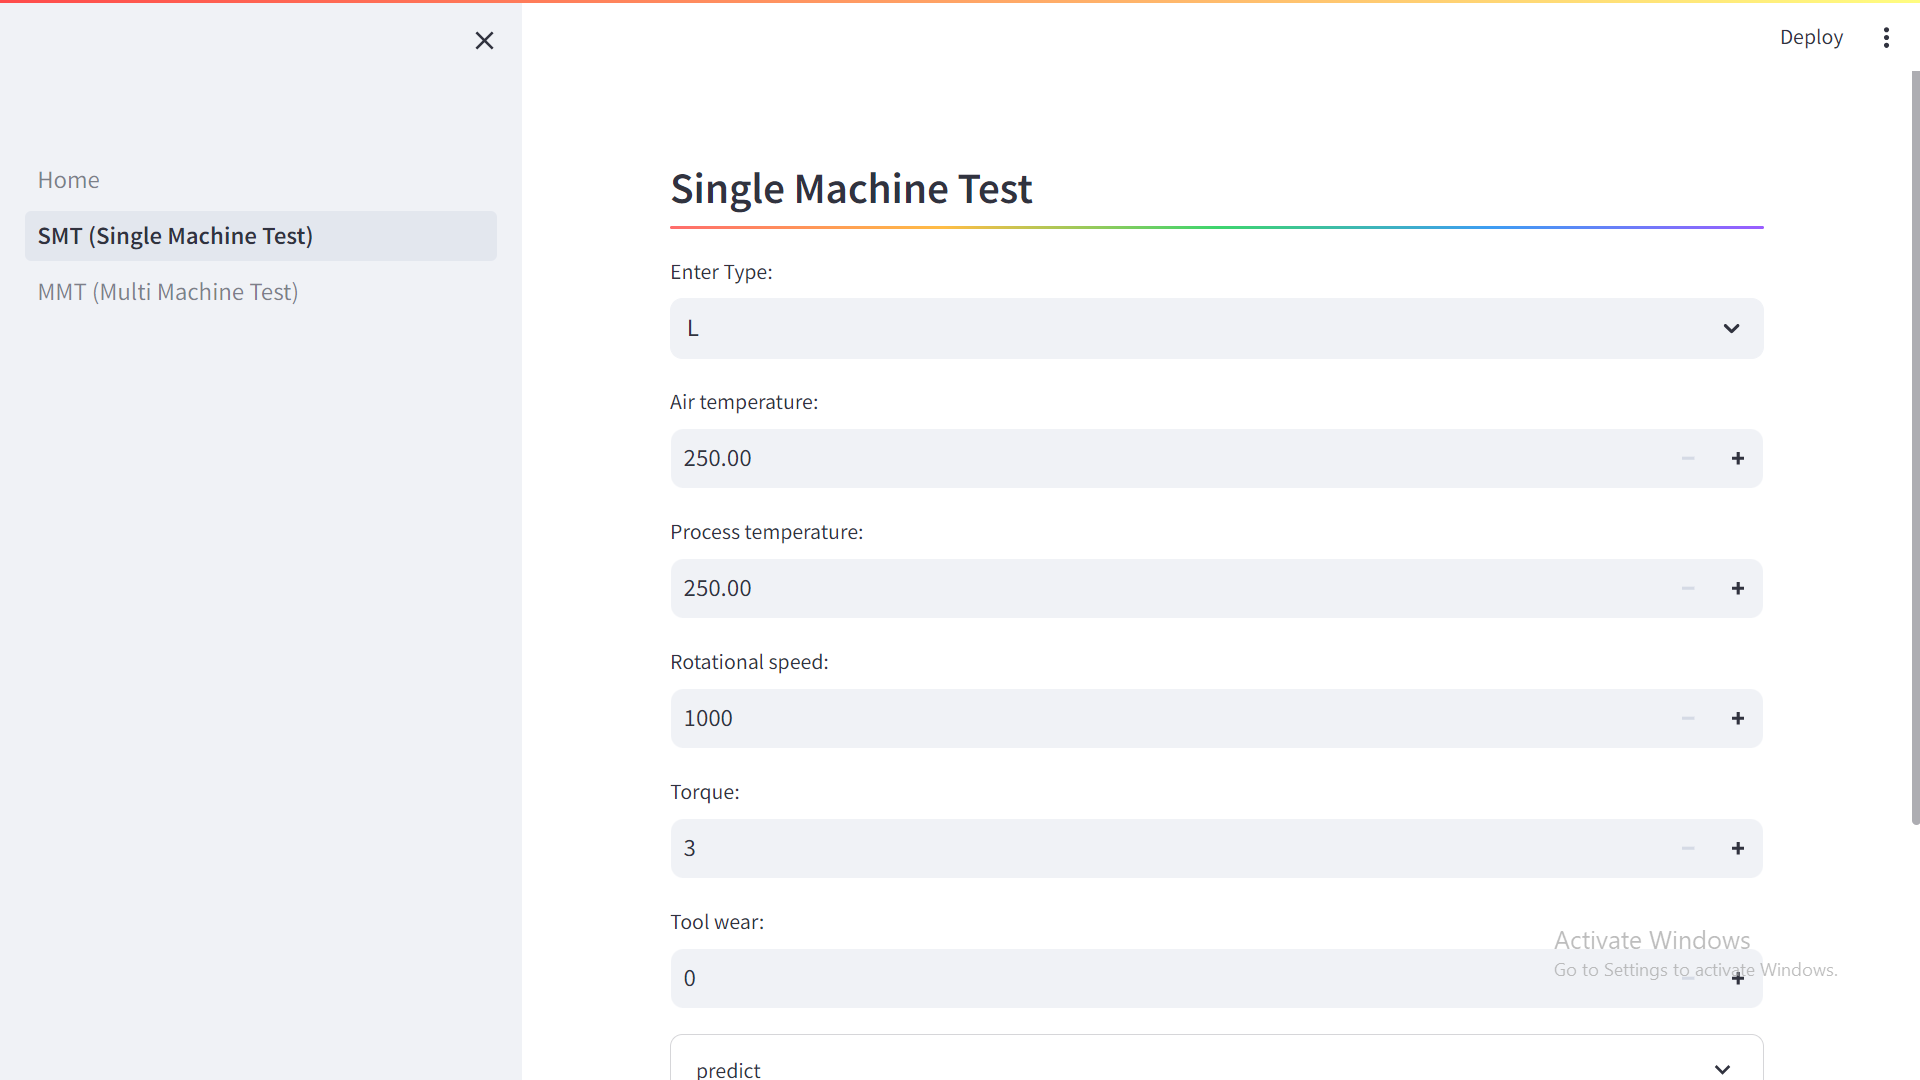 Deploy
Home
SMT (Single Machine Test)
MMT (Multi Machine Test)
Single Machine Test
Enter Type:
L
Air temperature:
250.00
Process temperature:
250.00
Rotational speed:
1000
Torque:
3
Tool wear:
0
predict
Activate Windows
Go to Settings to activate Windows.